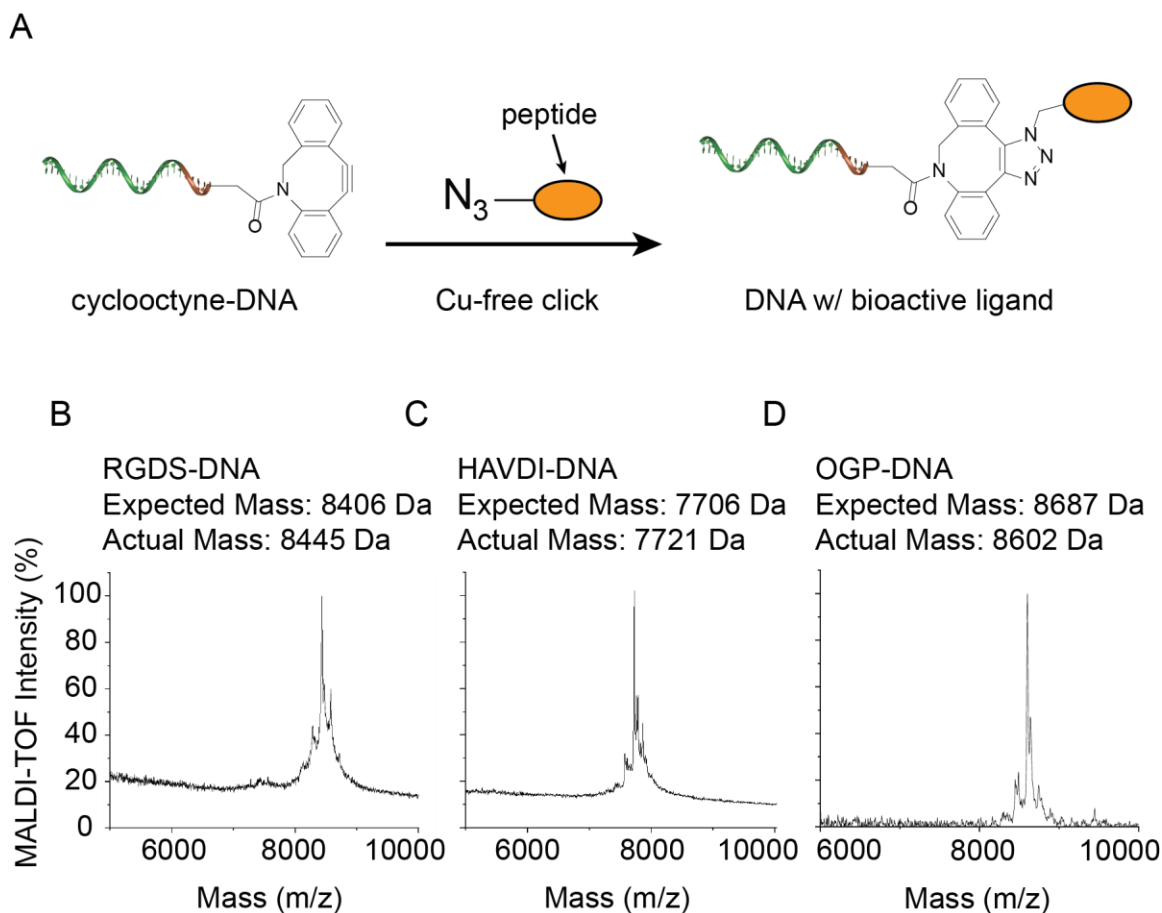 A
peptide
N3
N
O
N
N
N
N
O
cyclooctyne-DNA
Cu-free click
DNA w/ bioactive ligand
B
RGDS-DNA
Expected Mass: 8406 Da
Actual Mass: 8445 Da
C
HAVDI-DNA
Expected Mass: 7706 Da
Actual Mass: 7721 Da
D
OGP-DNA
Expected Mass: 8687 Da
Actual Mass: 8602 Da
MALDI-TOF Intensity (%)
100
80
60
40
20
0
6000 8000 10000
Mass (m/z)
6000 8000 10000
Mass (m/z)
6000 8000 10000
Mass (m/z)